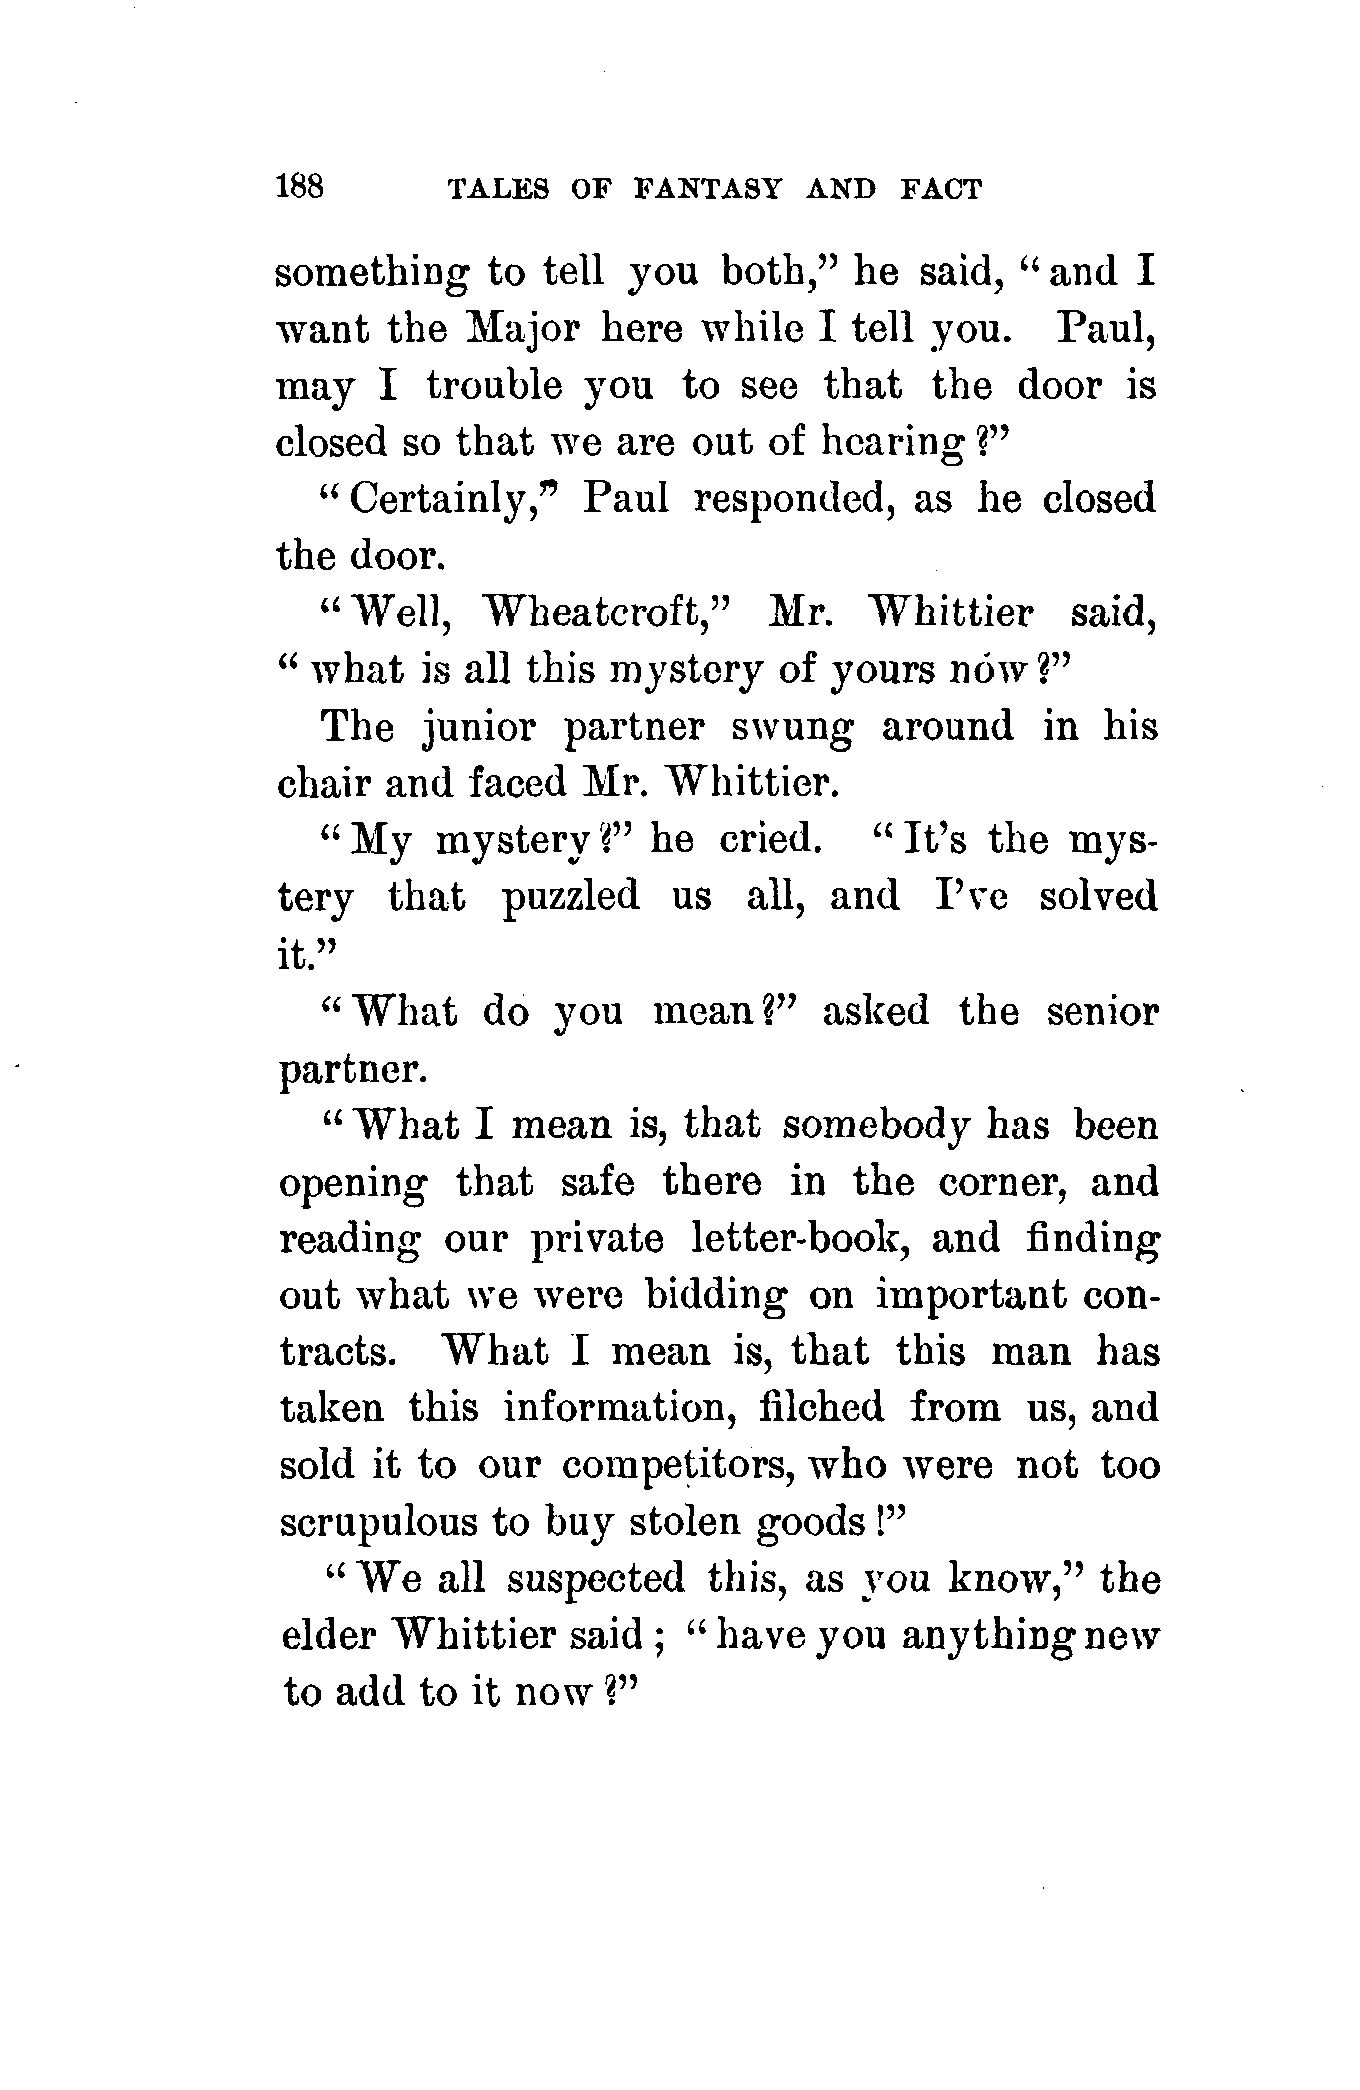 188 TALES OF FANTASY AND FACT
something to tell you both,” he said, “and I
want the Major here while I tell you. Paul,
may I trouble you to see that the door is
closed so that we are out of hearing?”
“Certainly,” Paul responded, as he closed
the door.
“Well, Wheatcroft,” Mr. Whittier said,
“what is all this mystery of yours now?”
The junior partner swung around in his
chair and faced Mr. Whittier.
“My mystery?” he cried. “It’s the mys-
tery that puzzled us all, and I’ve solved
it.”
“What do you mean?” asked the senior
partner.
“What I mean is, that somebody has been
opening that safe there in the corner, and
reading our private letter-book, and finding
out what we were bidding on important con-
tracts. What I mean is, that this man has
taken this information, filched from us, and
sold it to our competitors, who were not too
scrupulous to buy stolen goods!”
“We all suspected this, as you know,” the
elder Whittier said; “have you anything new
to add to it now?”